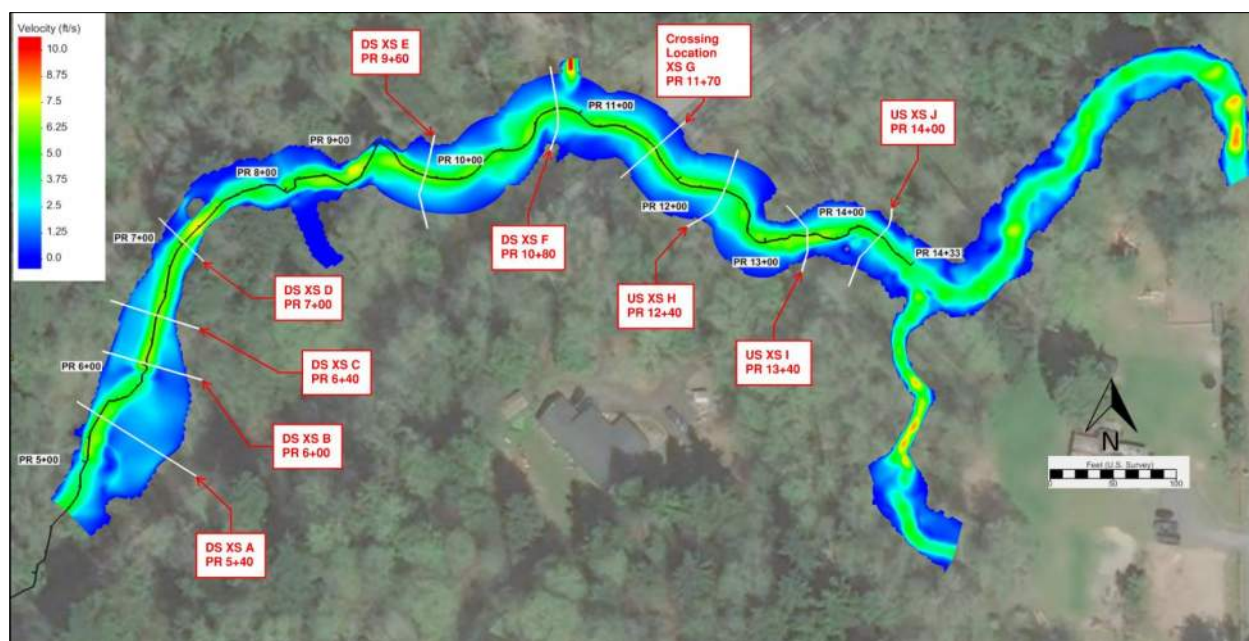 Velocity (ft/s)
10.0
8.75
7.50
6.25
5.00
3.75
2.50
1.25
0.0
DS XS E
PR 9+60
Crossing
Location
XS G
PR 11+70
US XS J
PR 14+00
PR 9+00
PR 11+00
PR 10+00
PR 8+00
PR 12+00
PR 14+00
PR 7+00
DS XS F
PR 10+80
PR 13+00
PR 14+33
DS XS D
PR 7+00
US XS H
PR 12+40
US XS I
PR 13+40
PR 6+00
DS XS C
PR 6+40
DS XS B
PR 6+00
PR 5+00
DS XS A
PR 5+40
N
Feet (U.S. Survey)
0 50 100